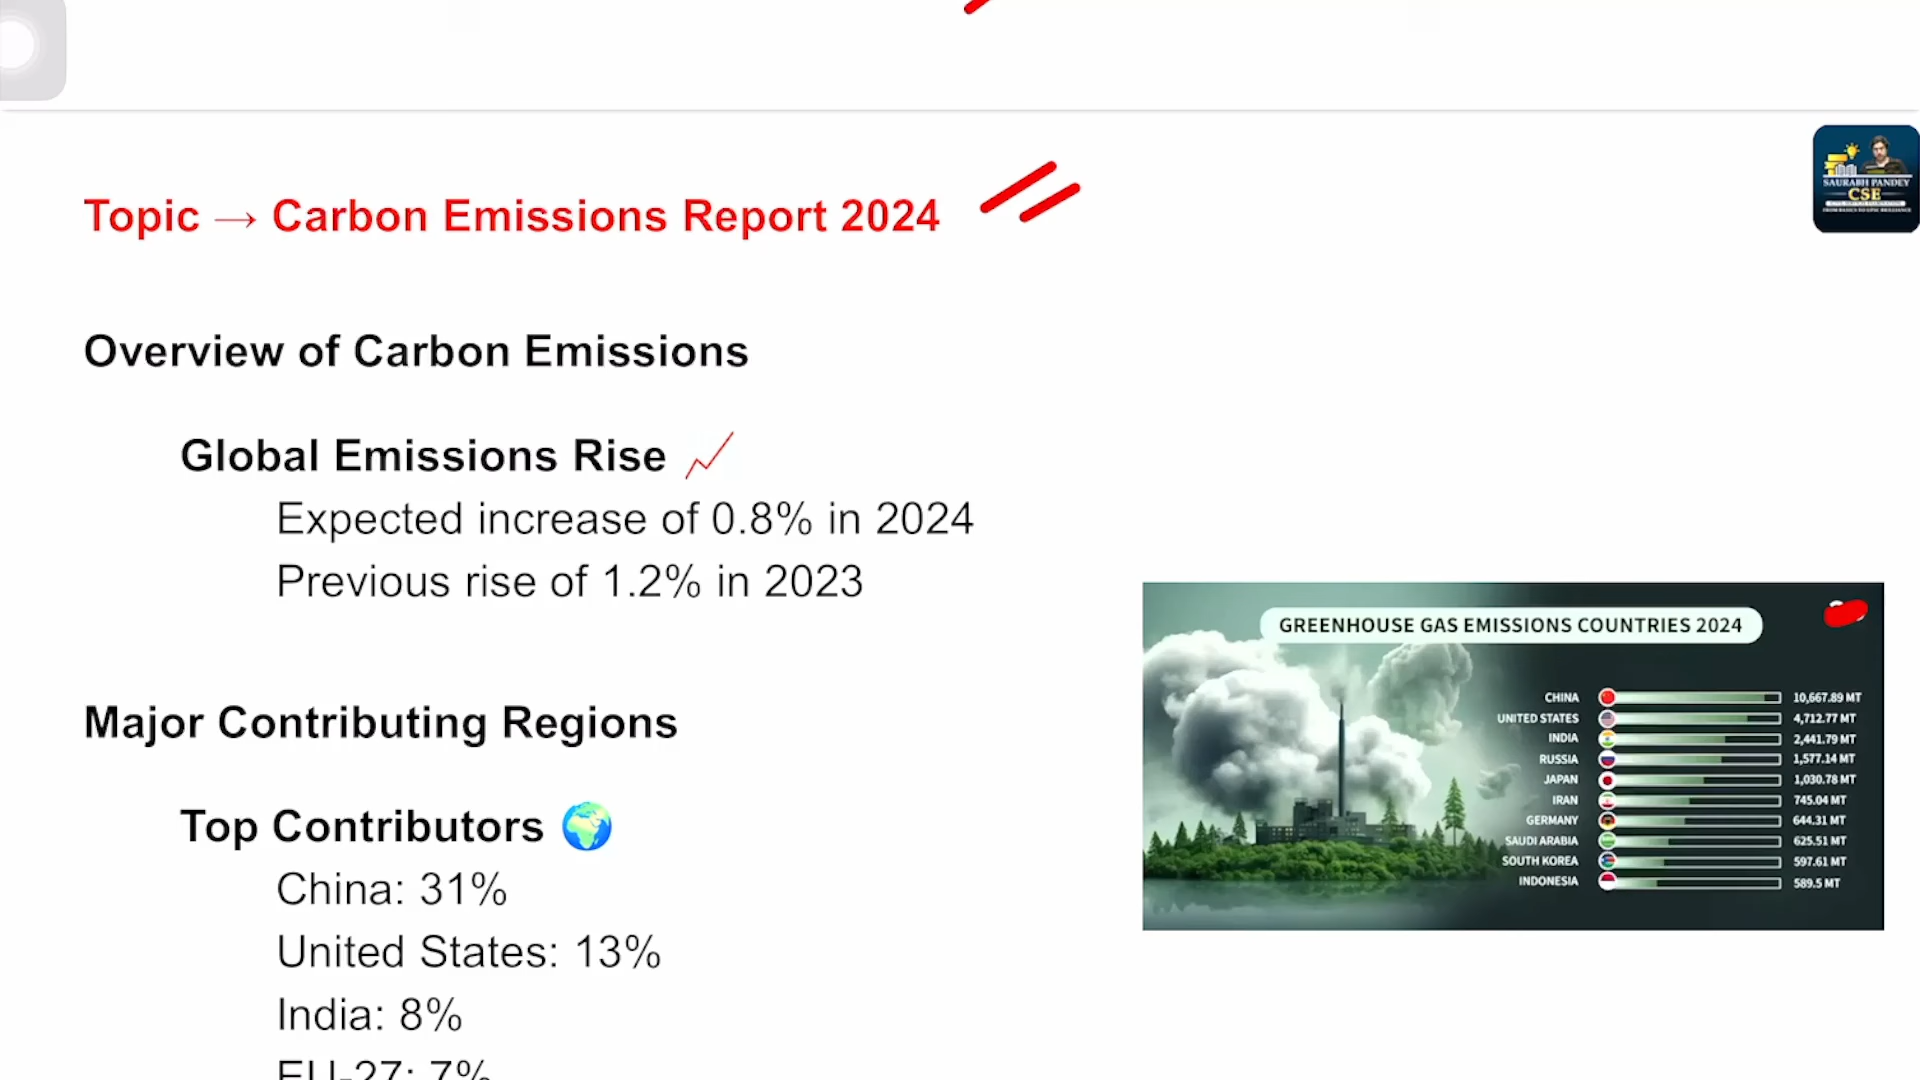 SAURABH PANDEY
CSE
Topic → Carbon Emissions Report 2024
Overview of Carbon Emissions
Global Emissions Rise
Expected increase of 0.8% in 2024
Previous rise of 1.2% in 2023
Major Contributing Regions
Top Contributors
China: 31%
United States: 13%
India: 8%
EU-27: 7%
GREENHOUSE GAS EMISSIONS COUNTRIES 2024
CHINA 10,667.89 MT
UNITED STATES 4,712.77 MT
INDIA 2,441.79 MT
RUSSIA 1,577.14 MT
JAPAN 1,030.78 MT
IRAN 745.04 MT
GERMANY 644.31 MT
SAUDI ARABIA 625.51 MT
SOUTH KOREA 597.61 MT
INDONESIA 589.5 MT